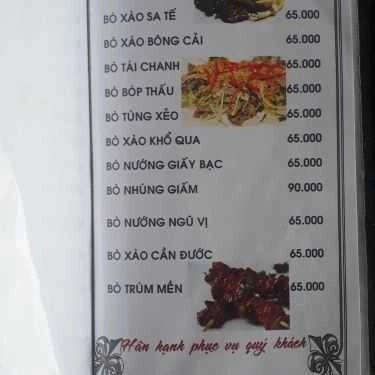 BÒ XÀO SA TẾ 65.000
BÒ XÀO BÔNG CẢI 65.000
BÒ TÁI CHANH 65.000
BÒ BÓP THẤU 65.000
BÒ TÙNG XẺO 65.000
BÒ XÀO KHỔ QUA 65.000
BÒ NƯỚNG GIẤY BẠC 65.000
BÒ NHÚNG GIẤM 90.000
BÒ NƯỚNG NGŨ VỊ 65.000
BÒ XÀO CẦN ĐƯỚC 65.000
BÒ TRÙM MỀN 65.000
Hân hạnh phục vụ quý khách